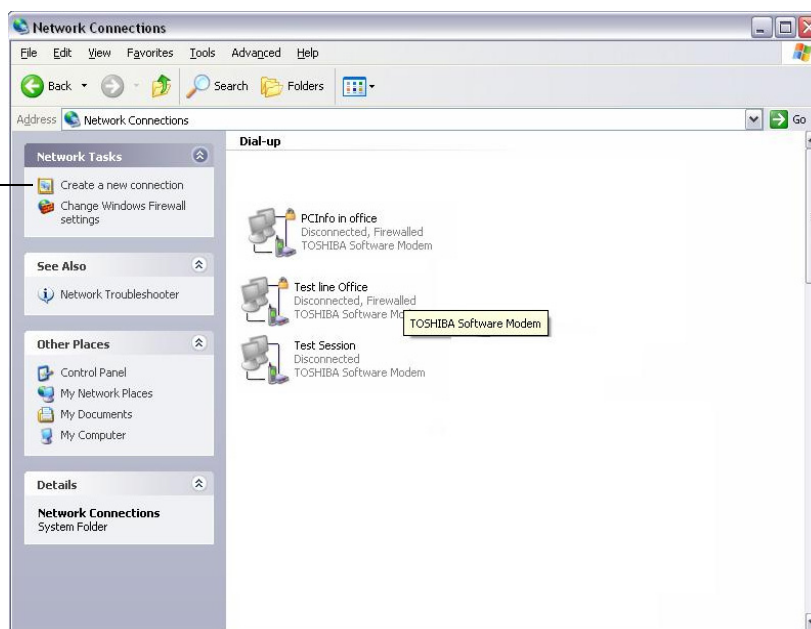 Network Connections
File Edit View Favorites Tools Advanced Help
Back Search Folders
Address Network Connections Go
Network Tasks
Create a new connection
Change Windows Firewall
settings
See Also
Network Troubleshooter
Other Places
Control Panel
My Network Places
My Documents
My Computer
Details
Network Connections
System Folder
Dial-up
PCInfo in office
Disconnected, Firewalled
TOSHIBA Software Modem
Test line Office
Disconnected, Firewalled
TOSHIBA Software Mo
TOSHIBA Software Modem
Test Session
Disconnected
TOSHIBA Software Modem